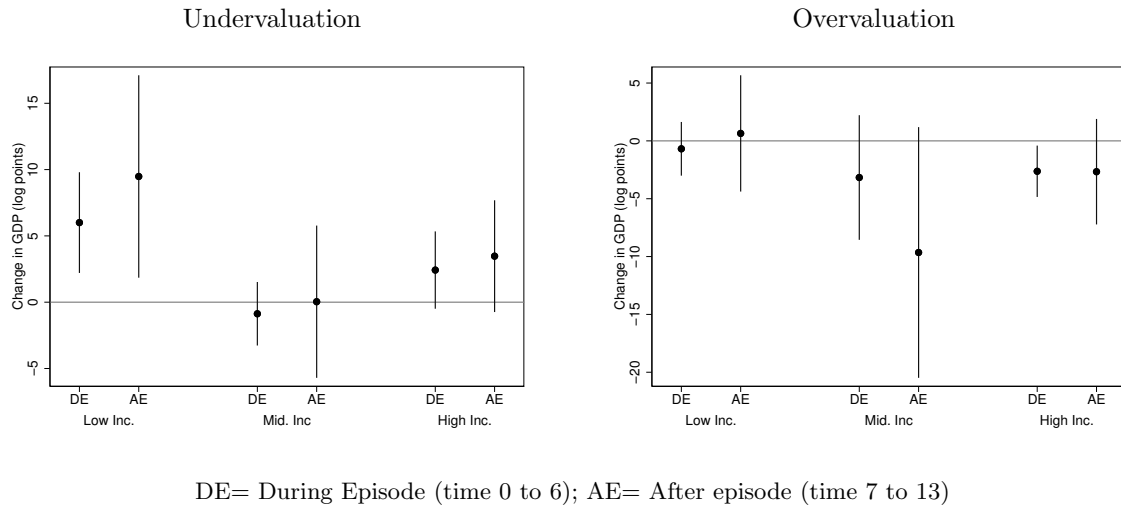 Undervaluation
Change in GDP (log points)
15
10
5
0
−5
DE AE DE AE DE AE
Low Inc. Mid. Inc High Inc.
Overvaluation
Change in GDP (log points)
5
0
−5
−10
−15
−20
DE AE DE AE DE AE
Low Inc. Mid. Inc High Inc.
DE= During Episode (time 0 to 6); AE= After episode (time 7 to 13)